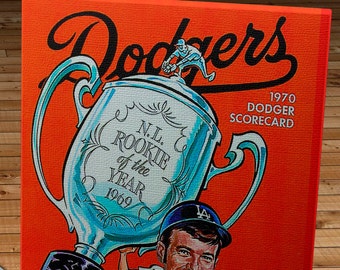 Dodgers
1970
DODGER
SCORECARD
N.L.
ROOKIE
of the
YEAR
1969
LA